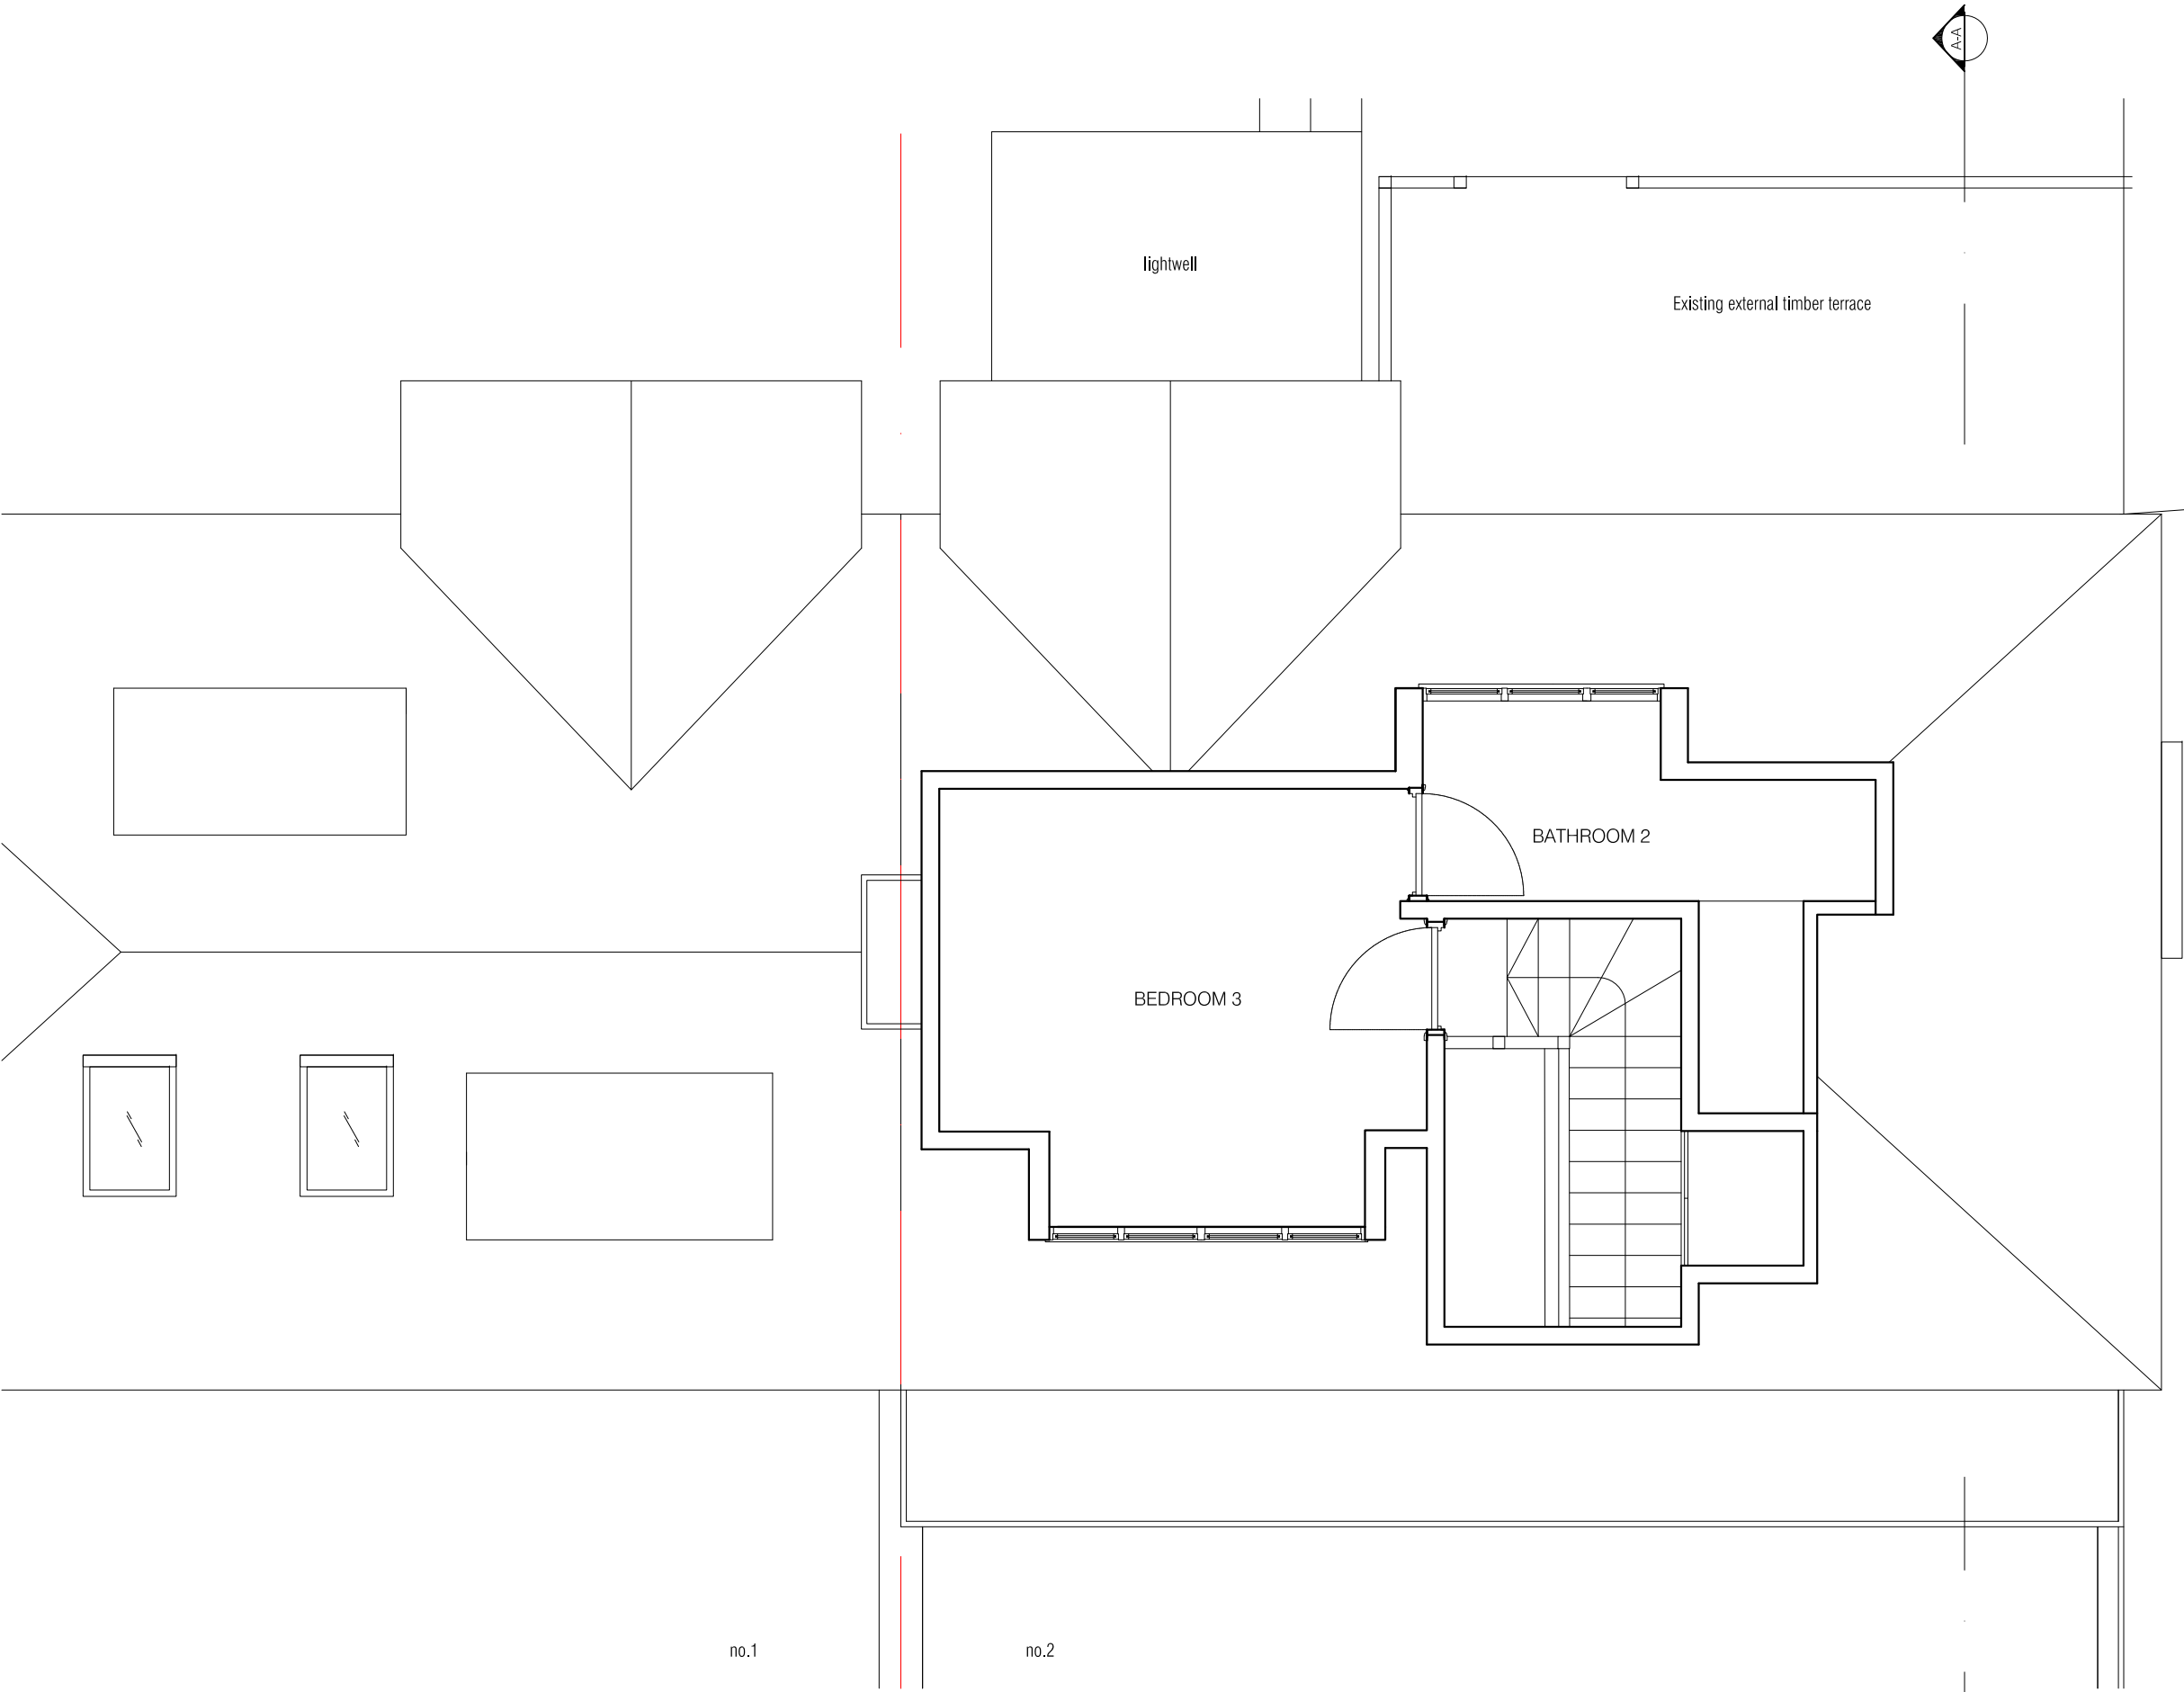 A-A
lightwell
Existing external timber terrace
BATHROOM 2
BEDROOM 3
no.1
no.2